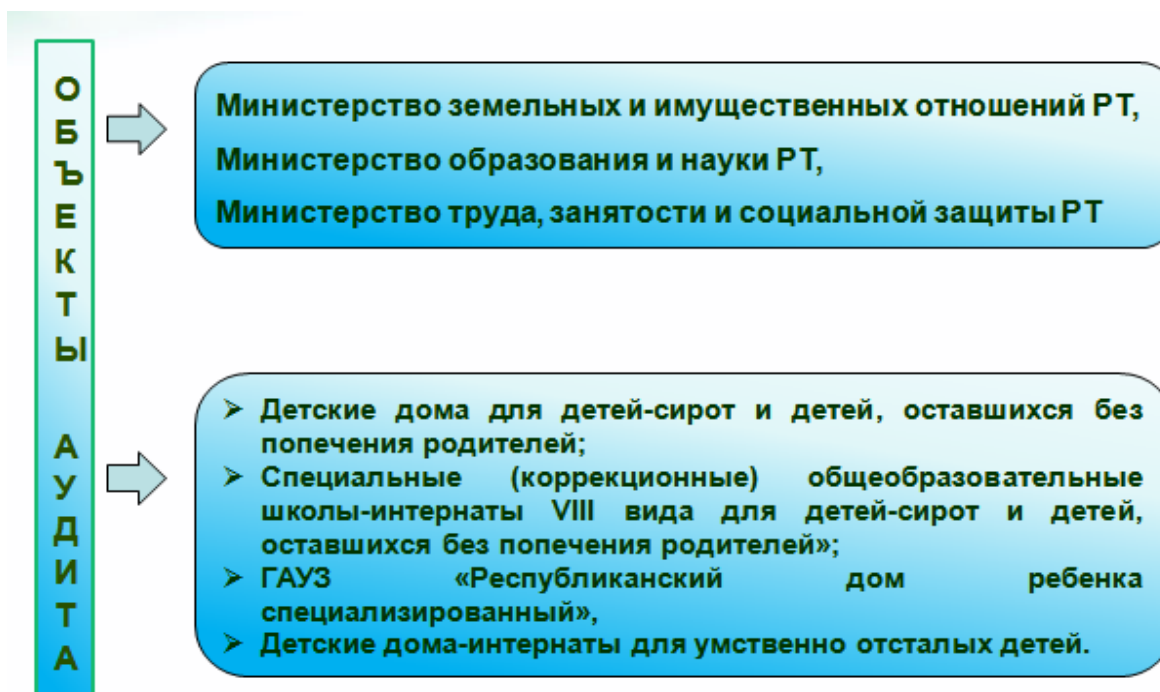 ОБЪЕКТЫ АУДИТА
Министерство земельных и имущественных отношений РТ,
Министерство образования и науки РТ,
Министерство труда, занятости и социальной защиты РТ
➢ Детские дома для детей-сирот и детей, оставшихся без
попечения родителей;
➢ Специальные (коррекционные) общеобразовательные
школы-интернаты VIII вида для детей-сирот и детей,
оставшихся без попечения родителей»;
➢ ГАУЗ «Республиканский дом ребенка
специализированный»,
➢ Детские дома-интернаты для умственно отсталых детей.